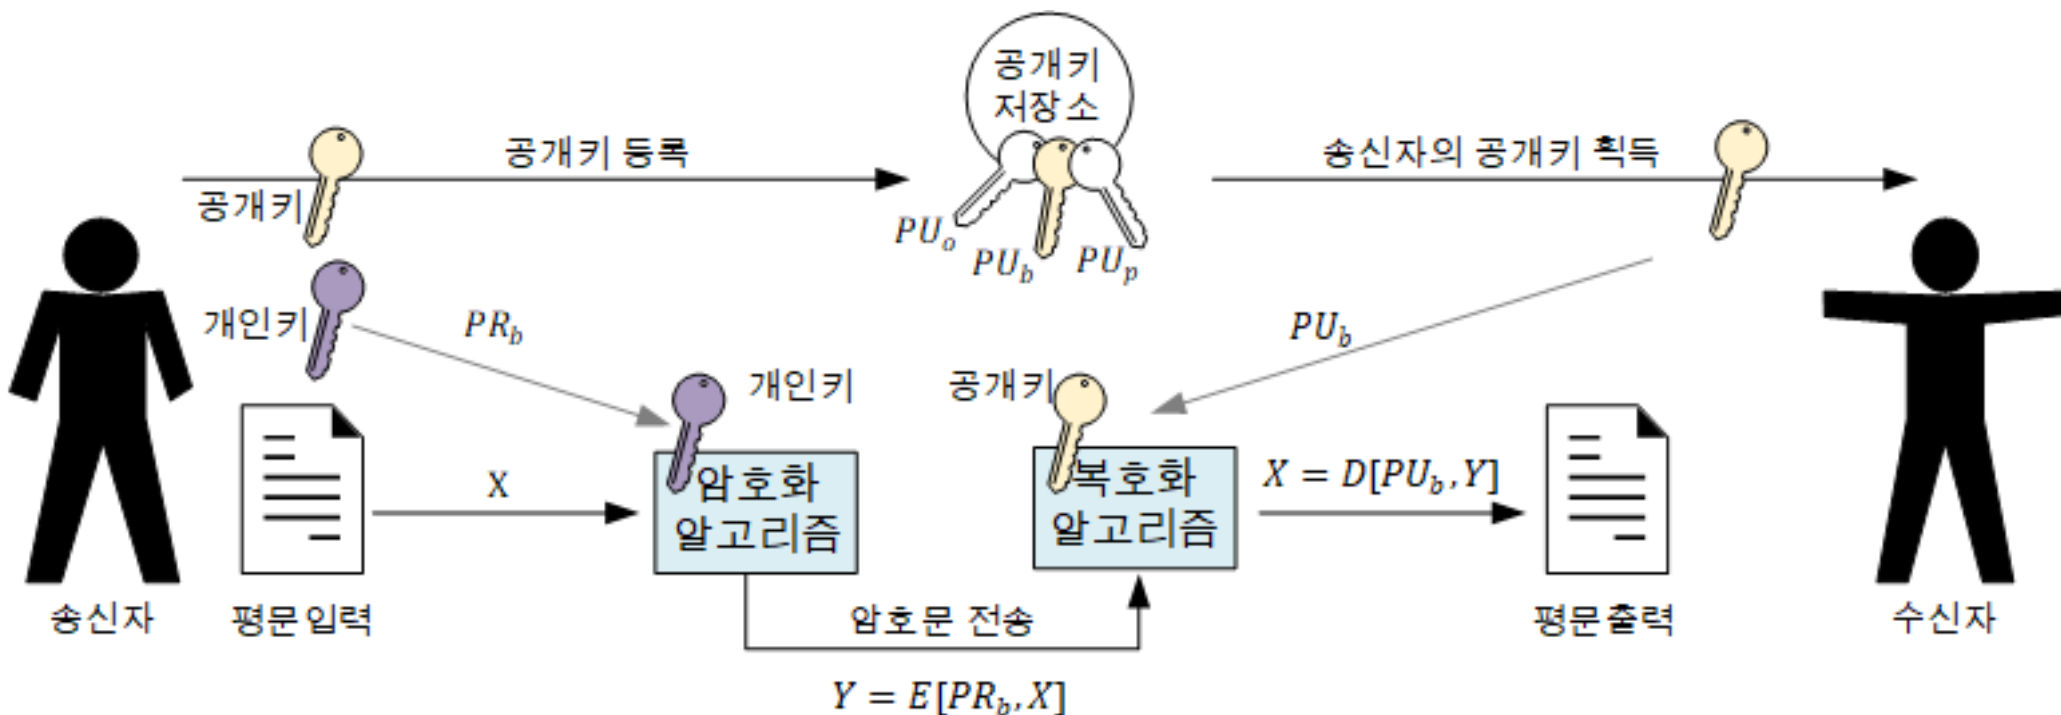 공개키
저장소
공개키 등록
송신자의 공개키 획득
공개키
PU_o
PU_b
PU_p
개인키
PR_b
PU_b
개인키
공개키
X
암호화
알고리즘
복호화
알고리즘
X = D[PU_b, Y]
송신자
평문입력
암호문 전송
평문출력
수신자
Y = E[PR_b, X]